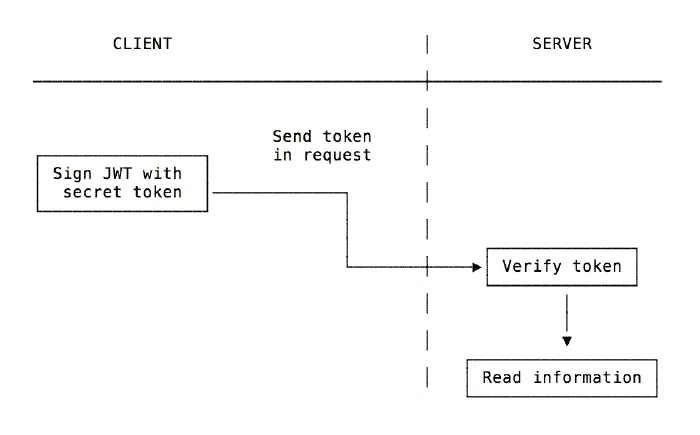 CLIENT
SERVER
Send token
in request
Sign JWT with
secret token
Verify token
Read information